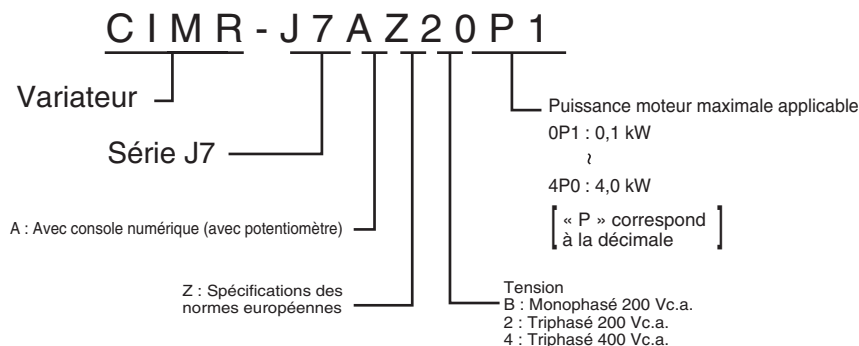 CIMR-J7AZ20P1
Variateur
Série J7
A : Avec console numérique (avec potentiomètre)
Z : Spécifications des
normes européennes
Puissance moteur maximale applicable
0P1 : 0,1 kW
~
4P0 : 4,0 kW
[ « P » correspond
à la décimale ]
Tension
B : Monophasé 200 Vc.a.
2 : Triphasé 200 Vc.a.
4 : Triphasé 400 Vc.a.